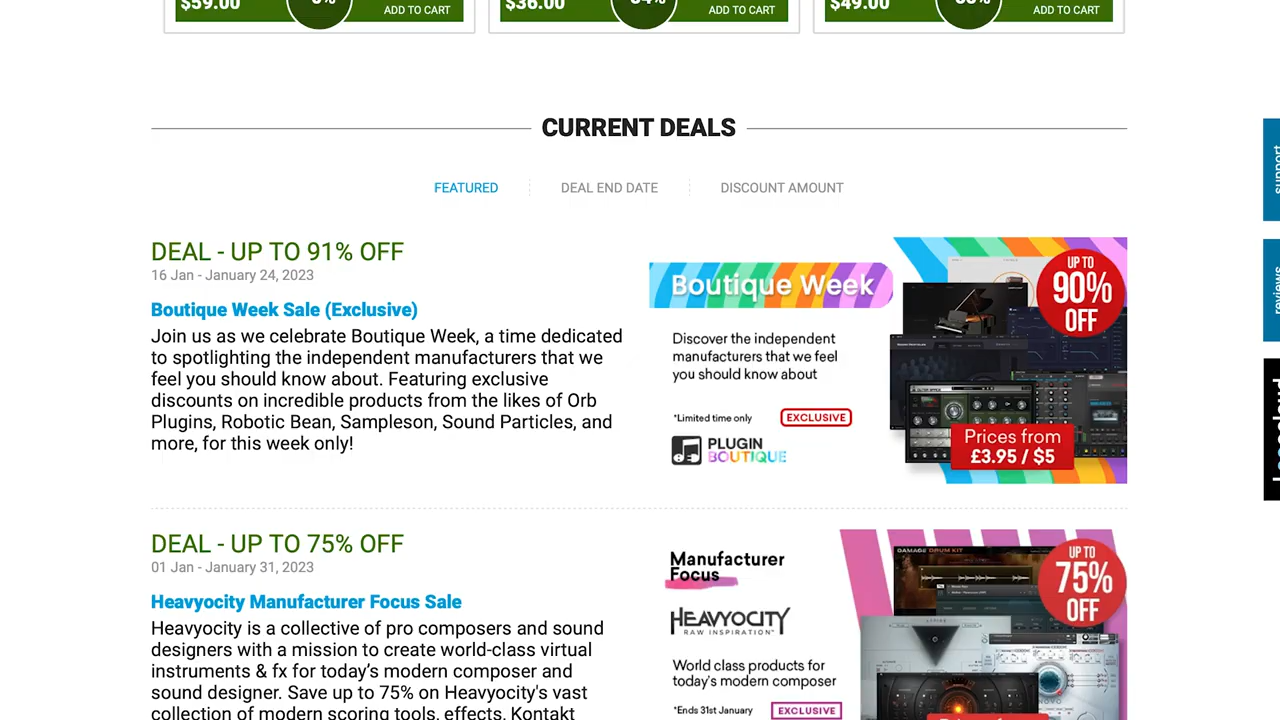 $59.00
ADD TO CART
$36.00
ADD TO CART
$49.00
ADD TO CART
CURRENT DEALS
FEATURED
DEAL END DATE
DISCOUNT AMOUNT
DEAL - UP TO 91% OFF
16 Jan - January 24, 2023
Boutique Week Sale (Exclusive)
Join us as we celebrate Boutique Week, a time dedicated
to spotlighting the independent manufacturers that we
feel you should know about. Featuring exclusive
discounts on incredible products from the likes of Orb
Plugins, Robotic Bean, Sampleson, Sound Particles, and
more, for this week only!
Boutique Week
Discover the independent
manufacturers that we feel
you should know about
*Limited time only
EXCLUSIVE
PLUGIN
BOUTIQUE
UP TO
90%
OFF
Prices from
£3.95 / $5
DEAL - UP TO 75% OFF
01 Jan - January 31, 2023
Heavyocity Manufacturer Focus Sale
Heavyocity is a collective of pro composers and sound
designers with a mission to create world-class virtual
instruments & fx for today's modern composer and
sound designer. Save up to 75% on Heavyocity's vast
collection of modern scoring tools, effects, Kontakt
Manufacturer
Focus
HEAVYOCITY
RAW INSPIRATION™
World class products for
today's modern composer
*Ends 31st January
EXCLUSIVE
DAMAGE DRUM KIT
UP TO
75%
OFF
support
reviews